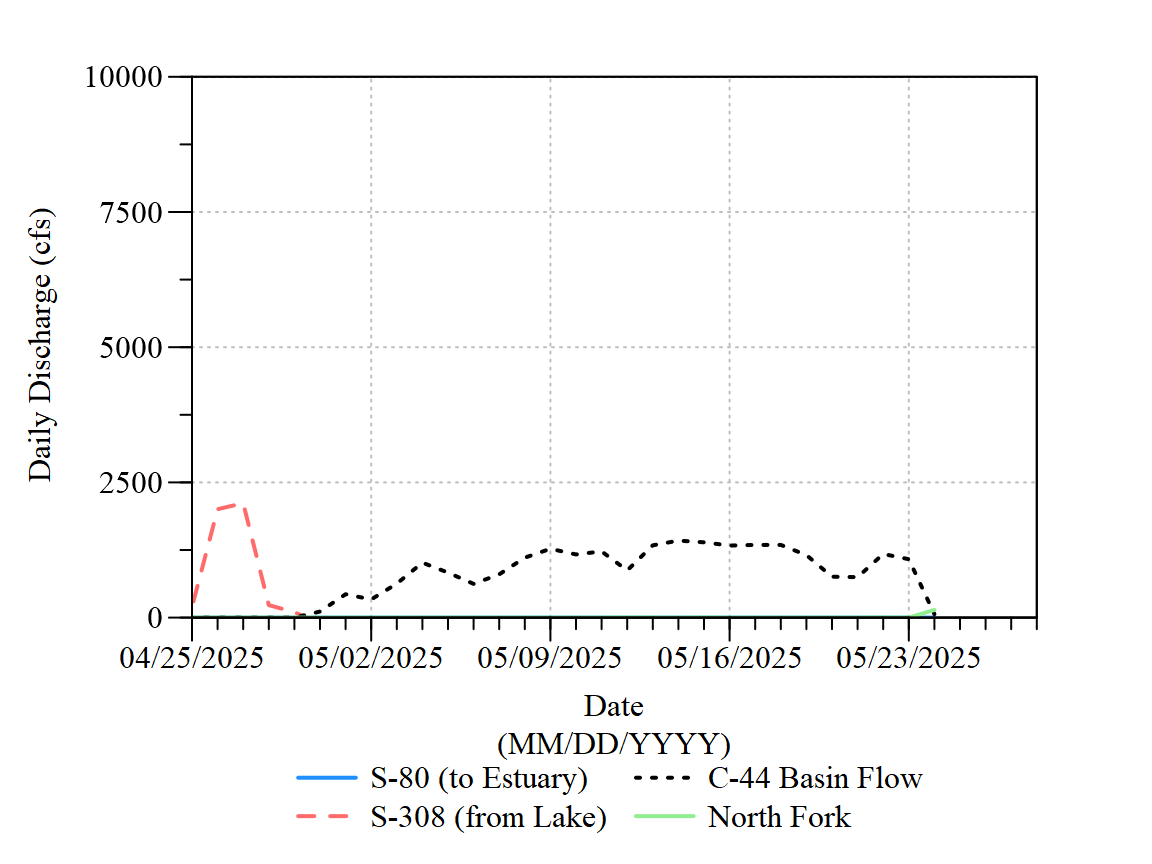 10000
7500
5000
2500
0
Daily Discharge (cfs)
04/25/2025 05/02/2025 05/09/2025 05/16/2025 05/23/2025
Date
(MM/DD/YYYY)
S-80 (to Estuary) C-44 Basin Flow
S-308 (from Lake) North Fork